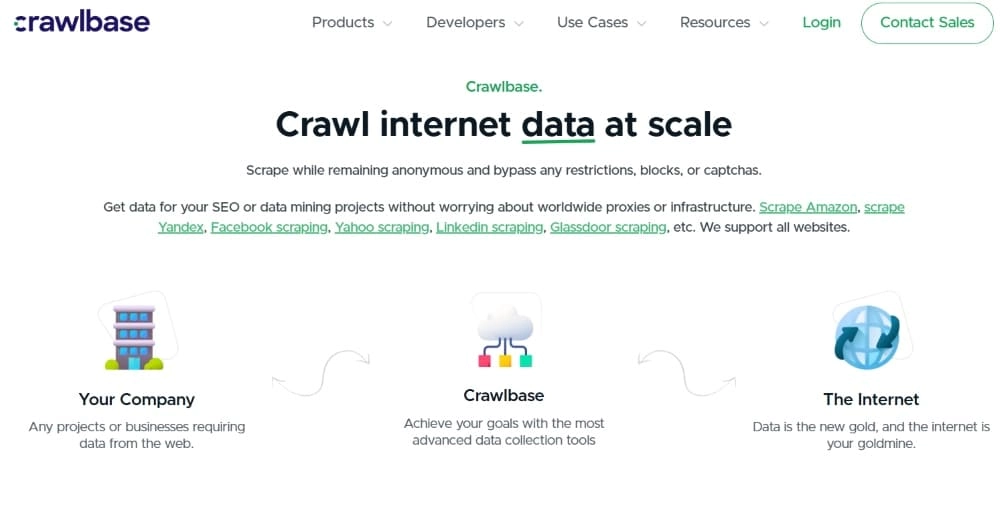 crawlbase
Products
Developers
Use Cases
Resources
Login
Contact Sales
Crawlbase.
Crawl internet data at scale
Scrape while remaining anonymous and bypass any restrictions, blocks, or captchas.
Get data for your SEO or data mining projects without worrying about worldwide proxies or infrastructure. Scrape Amazon, scrape
Yandex, Facebook scraping, Yahoo scraping, Linkedin scraping, Glassdoor scraping, etc. We support all websites.
Your Company
Any projects or businesses requiring
data from the web.
Crawlbase
Achieve your goals with the most
advanced data collection tools
The Internet
Data is the new gold, and the internet is
your goldmine.